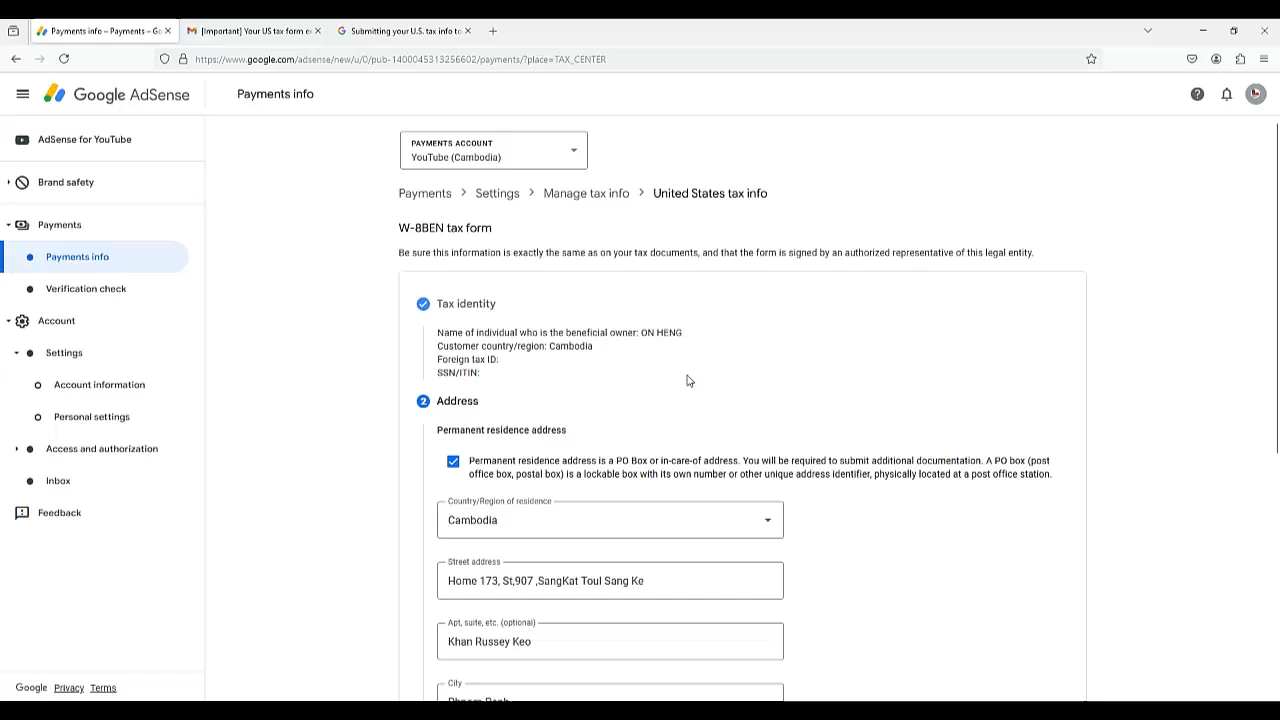 Payments info – Payments – Go
[Important] Your US tax form e
Submitting your U.S. tax info to
https://www.google.com/adsense/new/u/0/pub-1400045313256602/payments/?place=TAX_CENTER
Google AdSense
Payments info
AdSense for YouTube
Brand safety
Payments
Payments info
Verification check
Account
Settings
Account information
Personal settings
Access and authorization
Inbox
Feedback
Google Privacy Terms
PAYMENTS ACCOUNT
YouTube (Cambodia)
Payments > Settings > Manage tax info > United States tax info
W-8BEN tax form
Be sure this information is exactly the same as on your tax documents, and that the form is signed by an authorized representative of this legal entity.
Tax identity
Name of individual who is the beneficial owner: ON HENG
Customer country/region: Cambodia
Foreign tax ID:
SSN/ITIN:
2 Address
Permanent residence address
Permanent residence address is a PO Box or in-care-of address. You will be required to submit additional documentation. A PO box (post
office box, postal box) is a lockable box with its own number or other unique address identifier, physically located at a post office station.
Country/Region of residence
Cambodia
Street address
Home 173, St,907 ,SangKat Toul Sang Ke
Apt, suite, etc. (optional)
Khan Russey Keo
City